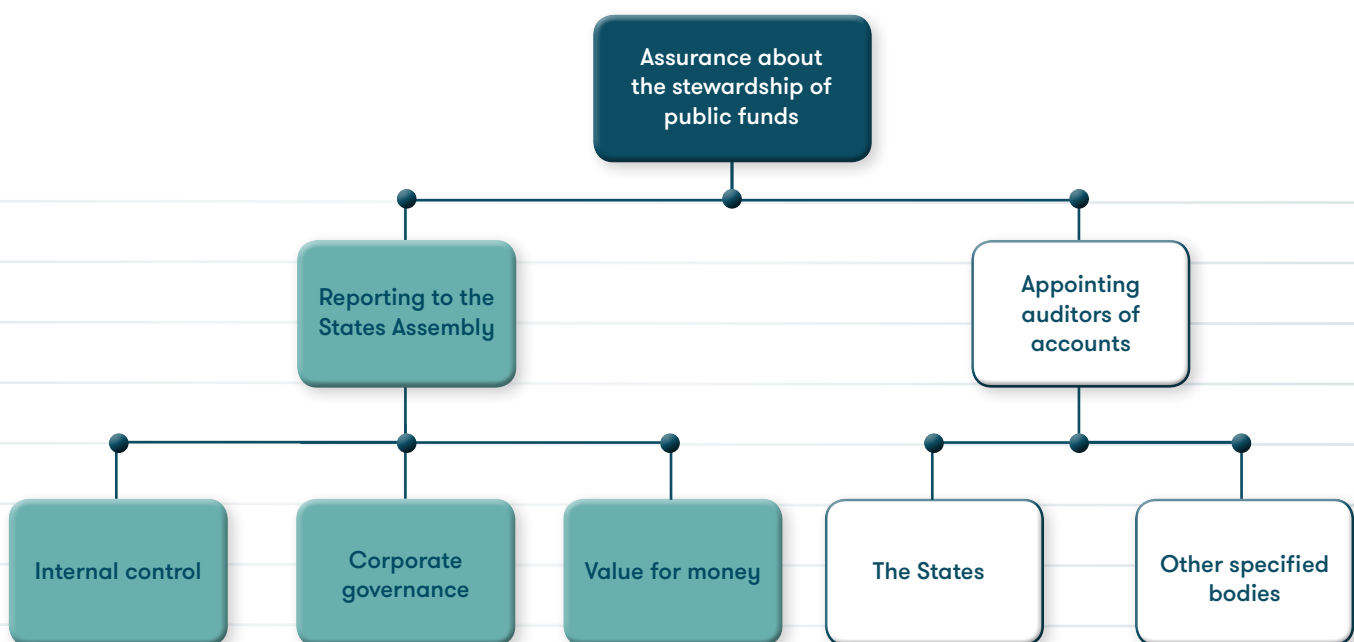 Assurance about
the stewardship of
public funds
Reporting to the
States Assembly
Appointing
auditors of
accounts
Internal control
Corporate
governance
Value for money
The States
Other specified
bodies